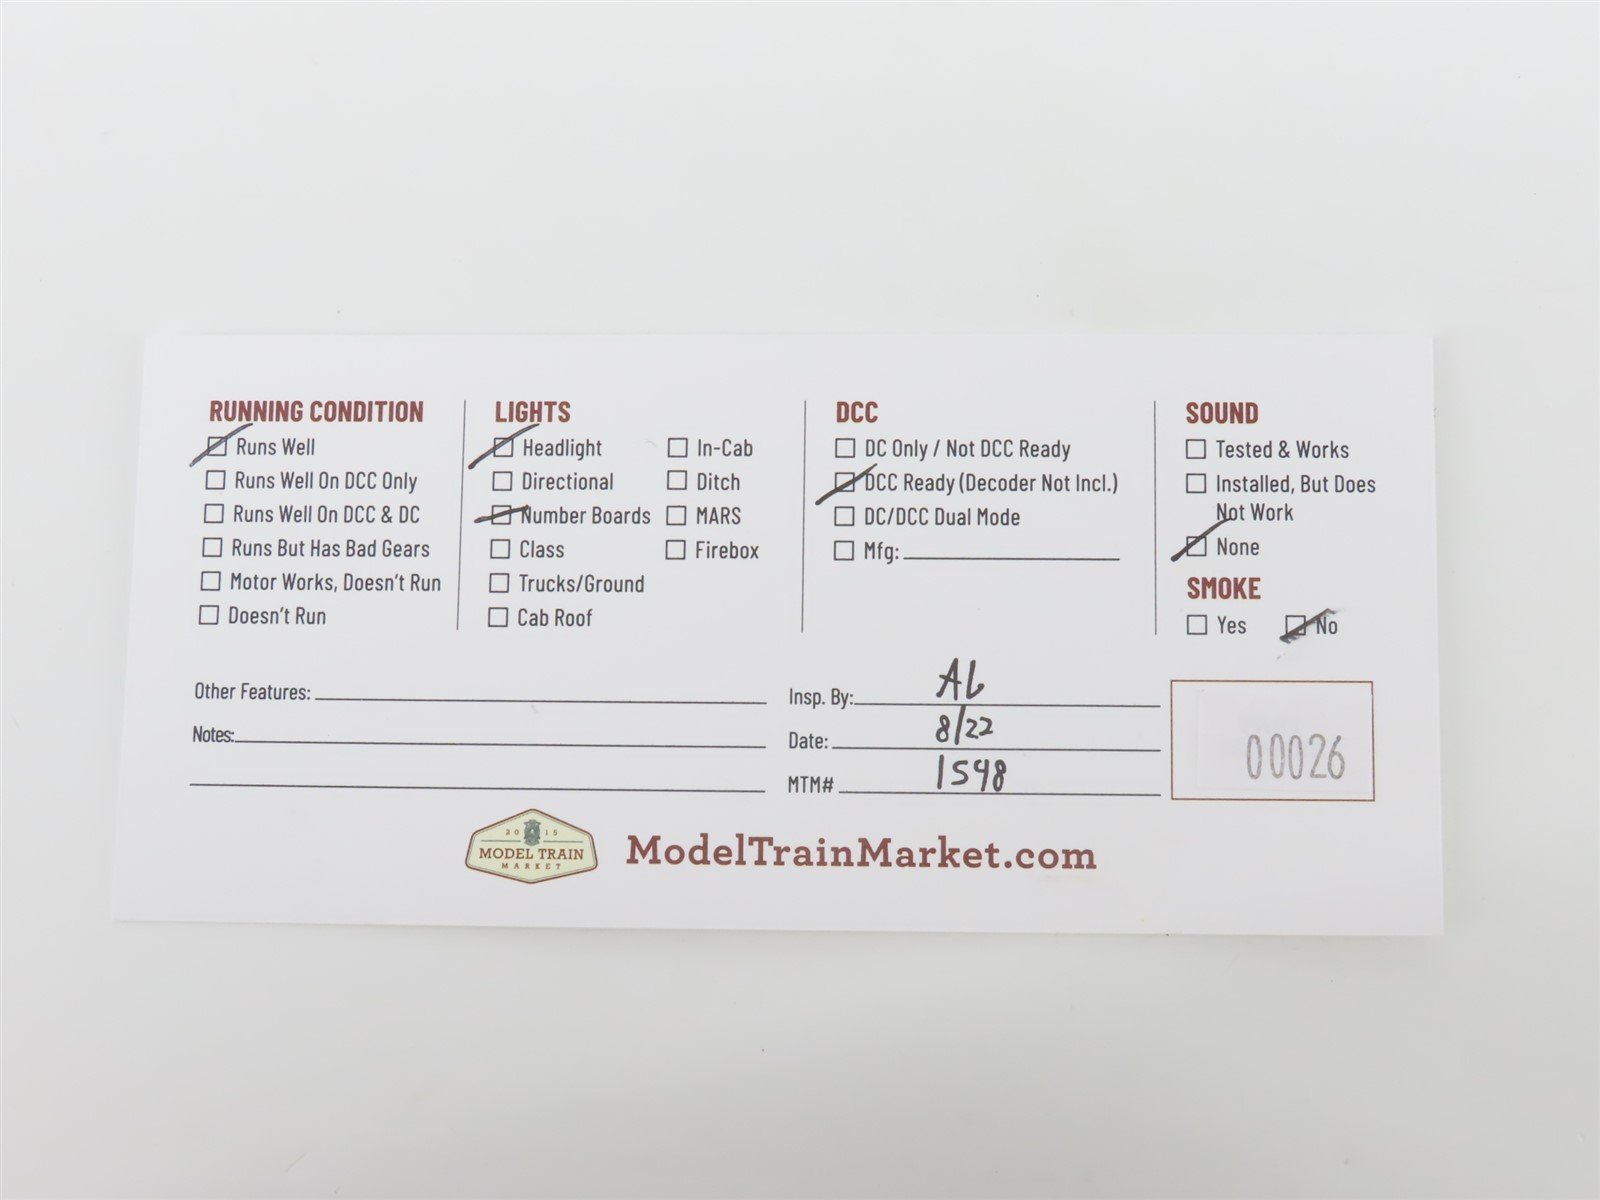 RUNNING CONDITION
Runs Well
Runs Well On DCC Only
Runs Well On DCC & DC
Runs But Has Bad Gears
Motor Works, Doesn't Run
Doesn't Run
LIGHTS
Headlight
Directional
Number Boards
Class
Trucks/Ground
Cab Roof
In-Cab
Ditch
MARS
Firebox
DCC
DC Only / Not DCC Ready
DCC Ready (Decoder Not Incl.)
DC/DCC Dual Mode
Mfg:
SOUND
Tested & Works
Installed, But Does
Not Work
None
SMOKE
Yes No
Other Features:
Notes:
Insp. By: AL
Date: 8/22
MTM# 1598
00026
2015
MODEL TRAIN
MARKET
ModelTrainMarket.com